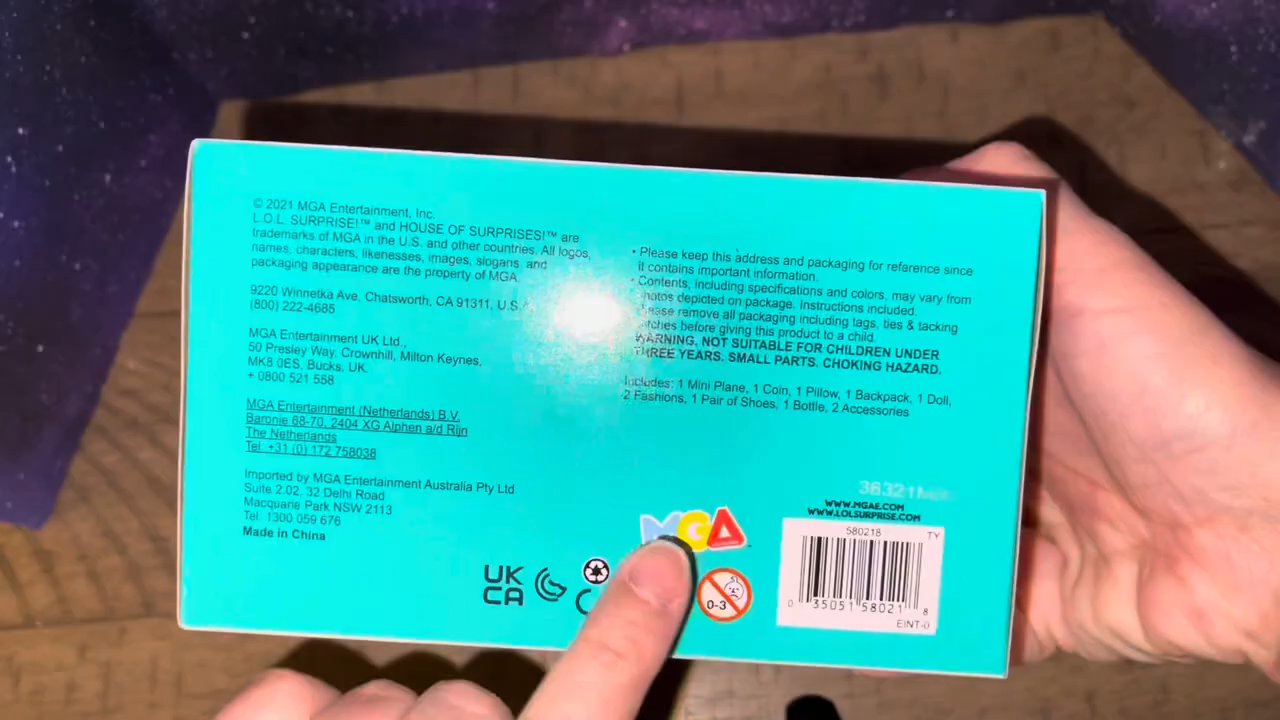 © 2021 MGA Entertainment, Inc.
L.O.L. SURPRISE!™ and HOUSE OF SURPRISES!™ are
trademarks of MGA in the U.S. and other countries. All logos,
names, characters, likenesses, images, slogans, and
packaging appearance are the property of MGA.
9220 Winnetka Ave, Chatsworth, CA 91311, U.S.
(800) 222-4685
MGA Entertainment UK Ltd.,
50 Presley Way, Crownhill, Milton Keynes,
MK8 0ES, Bucks, UK.
+ 0800 521 558
MGA Entertainment (Netherlands) B.V.
Baronie 68-70, 2404 XG Alphen a/d Rijn
The Netherlands
Tel. +31 (0) 172 758038
Imported by MGA Entertainment Australia Pty Ltd
Suite 2.02, 32 Delhi Road
Macquarie Park NSW 2113
Tel: 1300 059 676
Made in China
• Please keep this address and packaging for reference since
it contains important information.
• Contents, including specifications and colors, may vary from
photos depicted on package. Instructions included.
Please remove all packaging including tags, ties & tacking
stitches before giving this product to a child.
WARNING. NOT SUITABLE FOR CHILDREN UNDER
THREE YEARS. SMALL PARTS. CHOKING HAZARD.
Includes: 1 Mini Plane, 1 Coin, 1 Pillow, 1 Backpack, 1 Doll,
2 Fashions, 1 Pair of Shoes, 1 Bottle, 2 Accessories
WWW.MGAE.COM
WWW.LOLSURPRISE.COM
MGA
UK
CA
0-3
580218 TY
0 35051 58021 8
EINT-0